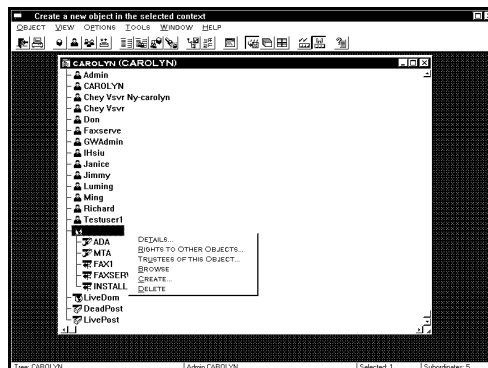 Create a new object in the selected context
OBJECT VIEW OPTIONS TOOLS WINDOW HELP
CAROLYN (CAROLYN)
Admin
CAROLYN
Chey Vsvr Ny-carolyn
Chey Vsvr
Don
Faxserve
GWAdmin
IHsiu
Janice
Jimmy
Luming
Ming
Richard
Testuser1
ADA
MTA
FAX1
FAXSERV
INSTALL
DETAILS...
RIGHTS TO OTHER OBJECTS...
TRUSTEES OF THIS OBJECT...
BROWSE
CREATE...
DELETE
LiveDom
DeadPost
LivePost
Tree: CAROLYN Admin.CAROLYN Selected: 1 Subordinates: 5